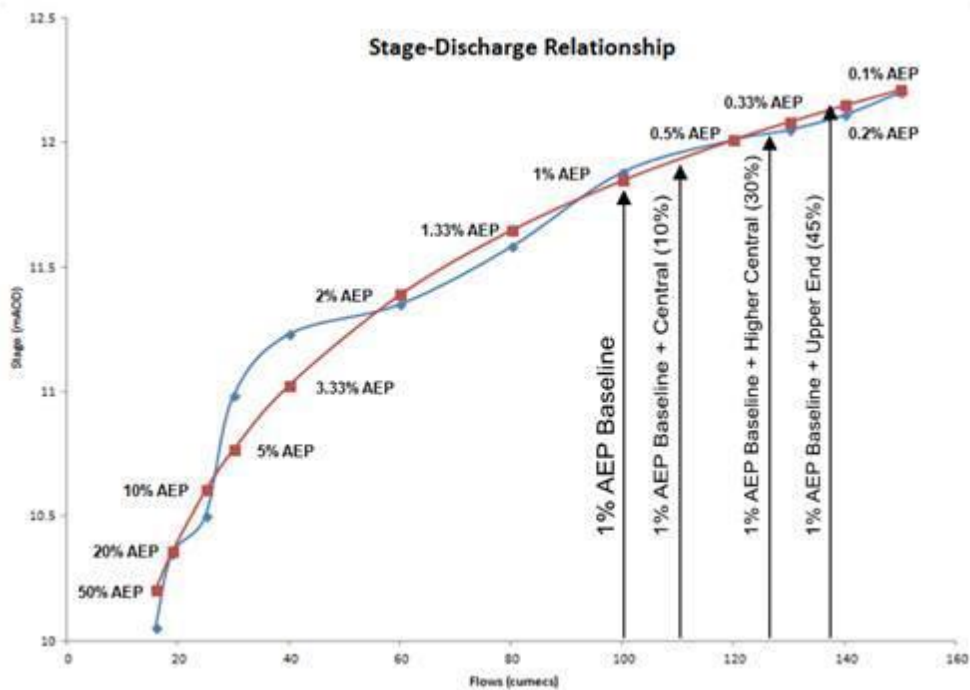 Stage-Discharge Relationship
12.5
12
11.5
11
10.5
10
Stage (mAOD)
0
20
40
60
80
100
120
140
160
Flows (cumecs)
50% AEP
20% AEP
10% AEP
5% AEP
3.33% AEP
2% AEP
1.33% AEP
1% AEP
0.5% AEP
0.33% AEP
0.2% AEP
0.1% AEP
1% AEP Baseline
1% AEP Baseline + Central (10%)
1% AEP Baseline + Higher Central (30%)
1% AEP Baseline + Upper End (45%)